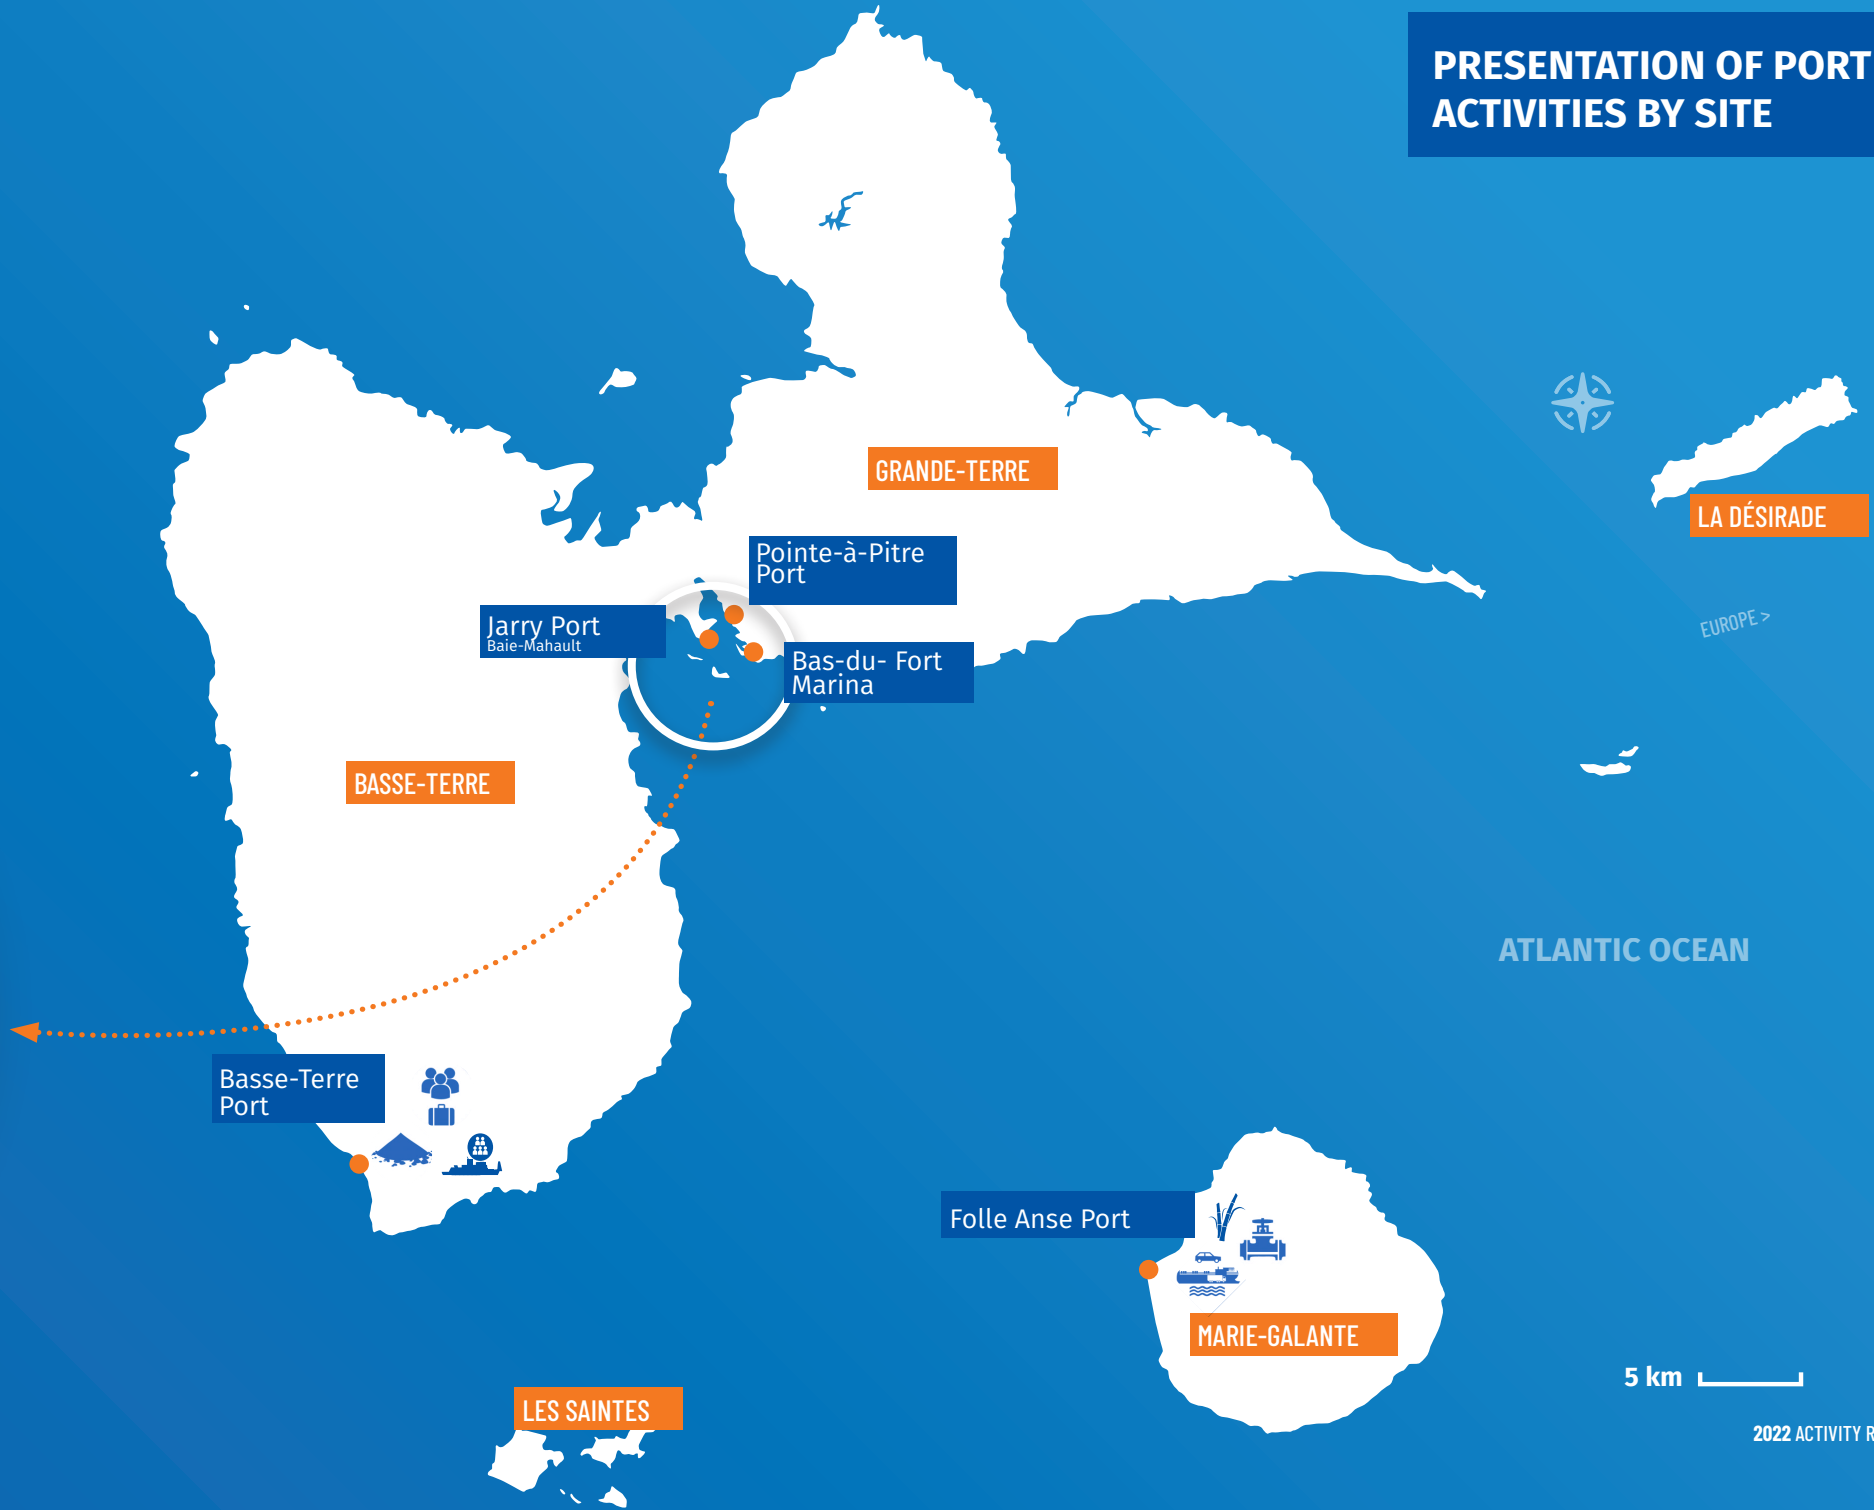 PRESENTATION OF PORT
ACTIVITIES BY SITE
GRANDE-TERRE
LA DÉSIRADE
Pointe-à-Pitre
Port
Jarry Port
Baie-Mahault
EUROPE >
Bas-du- Fort
Marina
BASSE-TERRE
ATLANTIC OCEAN
Basse-Terre
Port
Folle Anse Port
MARIE-GALANTE
5 km
LES SAINTES
2022 ACTIVITY R